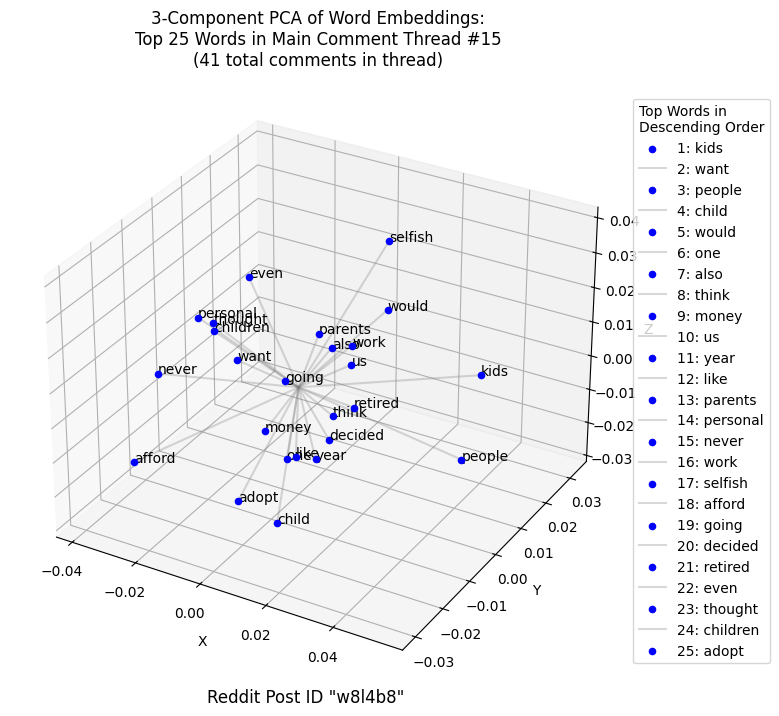 3-Component PCA of Word Embeddings:
Top 25 Words in Main Comment Thread #15
(41 total comments in thread)
Top Words in
Descending Order
1: kids
2: want
3: people
4: child
5: would
6: one
7: also
8: think
9: money
10: us
11: year
12: like
13: parents
14: personal
15: never
16: work
17: selfish
18: afford
19: going
20: decided
21: retired
22: even
23: thought
24: children
25: adopt
selfish
even
would
personal
thought
children
parents
also
work
us
want
never
going
kids
retired
think
money
decided
one
like
year
people
afford
adopt
child
0.04
0.03
0.02
0.01
0.00
−0.01
−0.02
−0.03
Z
0.03
0.02
0.01
0.00
−0.01
−0.02
−0.03
Y
−0.04
−0.02
0.00
0.02
0.04
X
Reddit Post ID "w8l4b8"